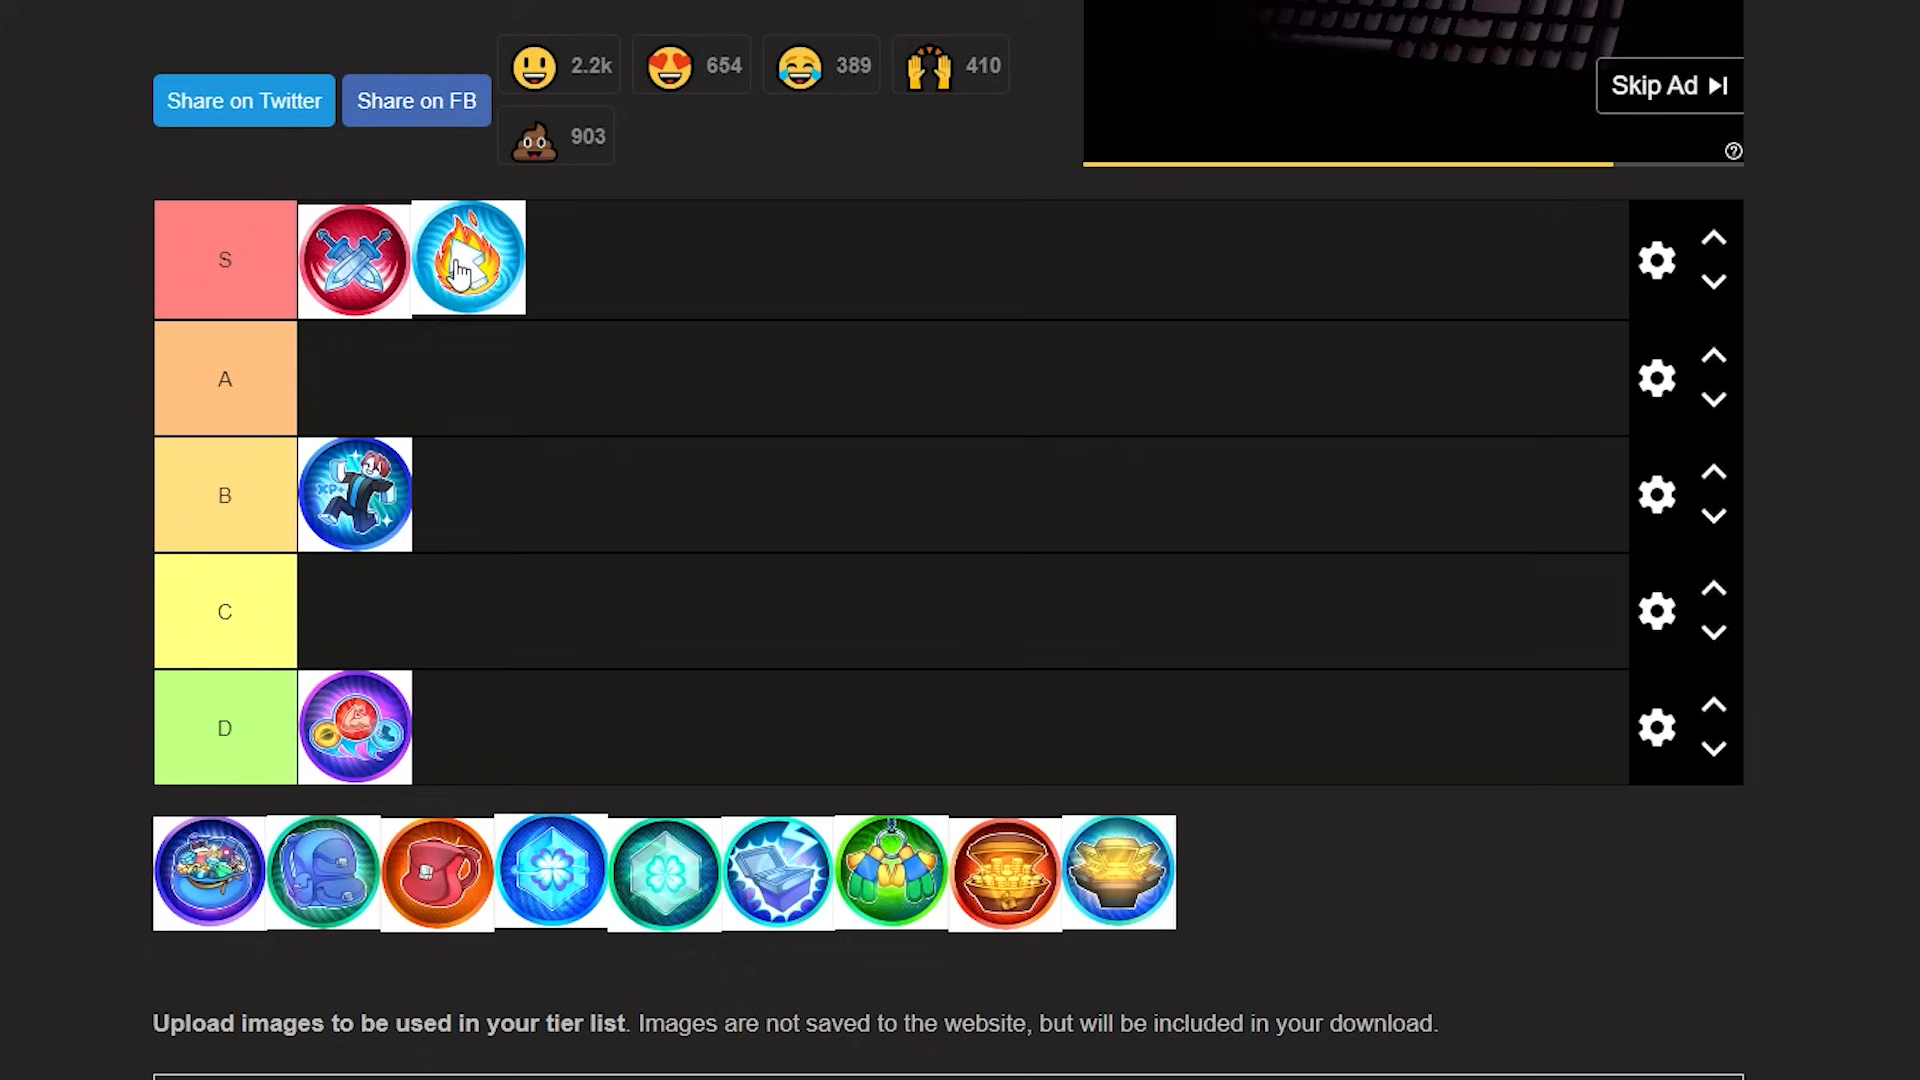 2.2k
654
389
410
Share on Twitter
Share on FB
903
Skip Ad
S
A
B
XP+
C
D
Upload images to be used in your tier list. Images are not saved to the website, but will be included in your download.